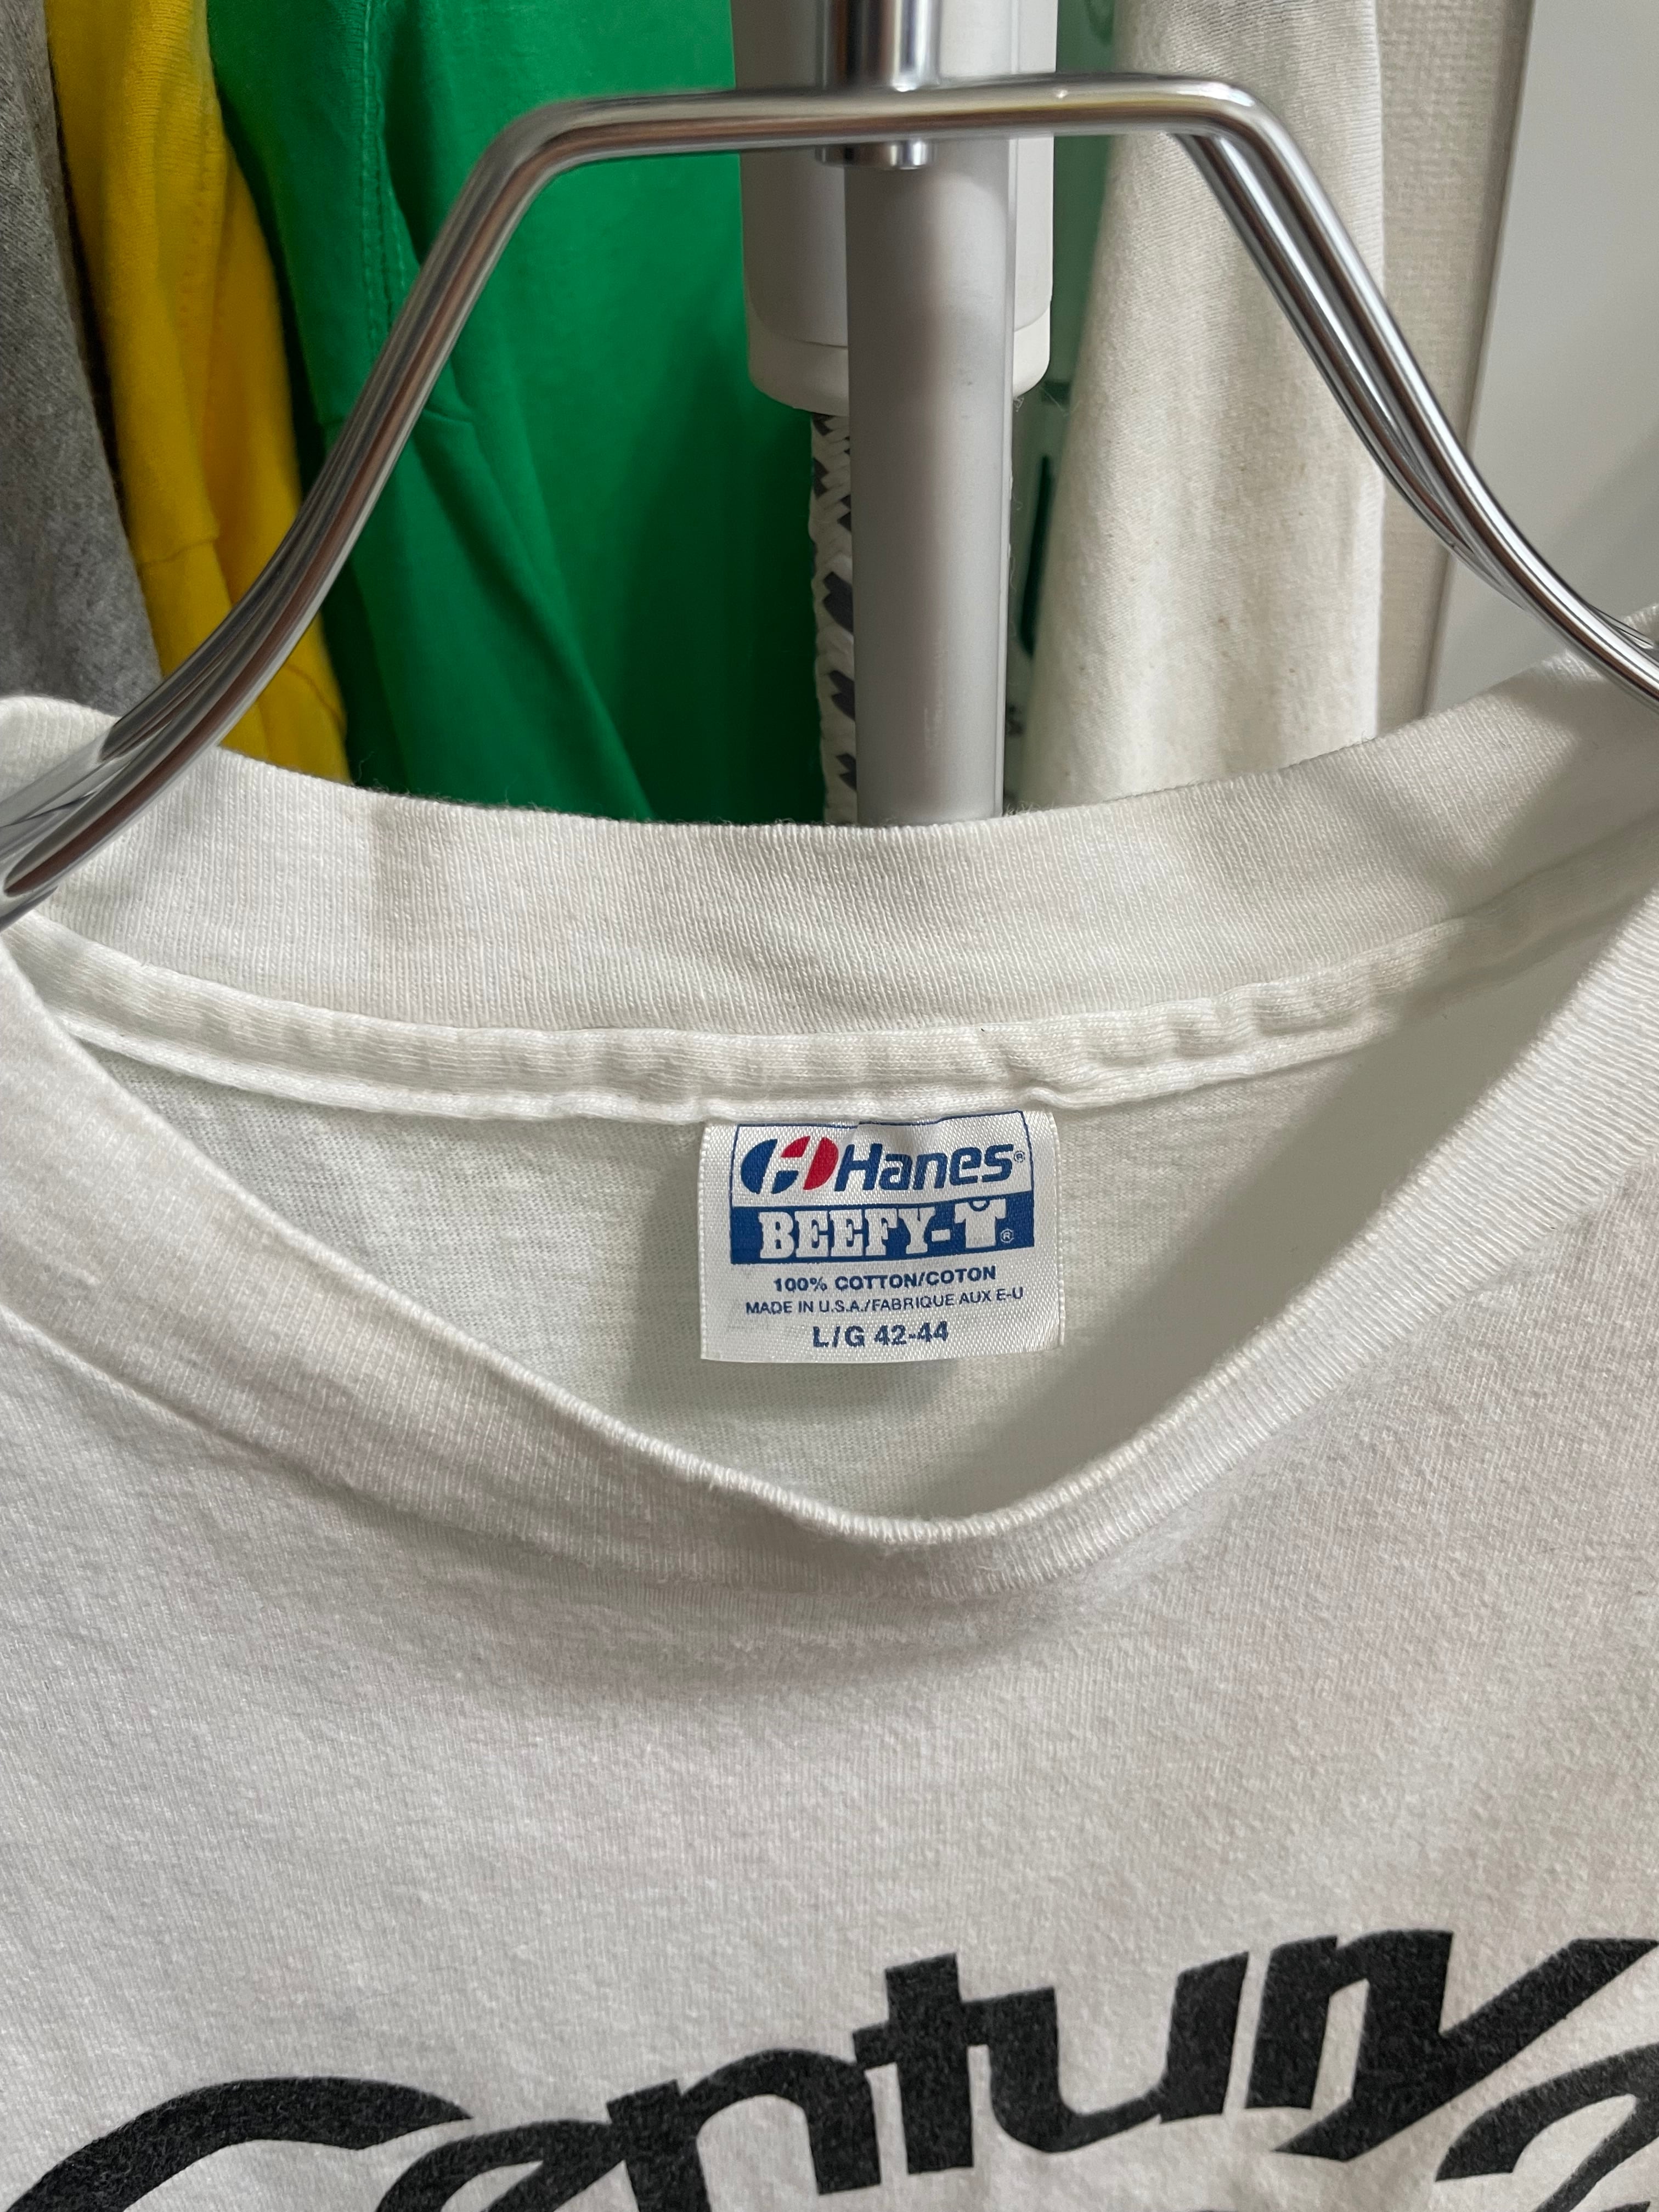 Hanes®
BEEFY-T®
100% COTTON/COTON
MADE IN U.S.A./FABRIQUE AUX E-U
L/G 42-44
Century